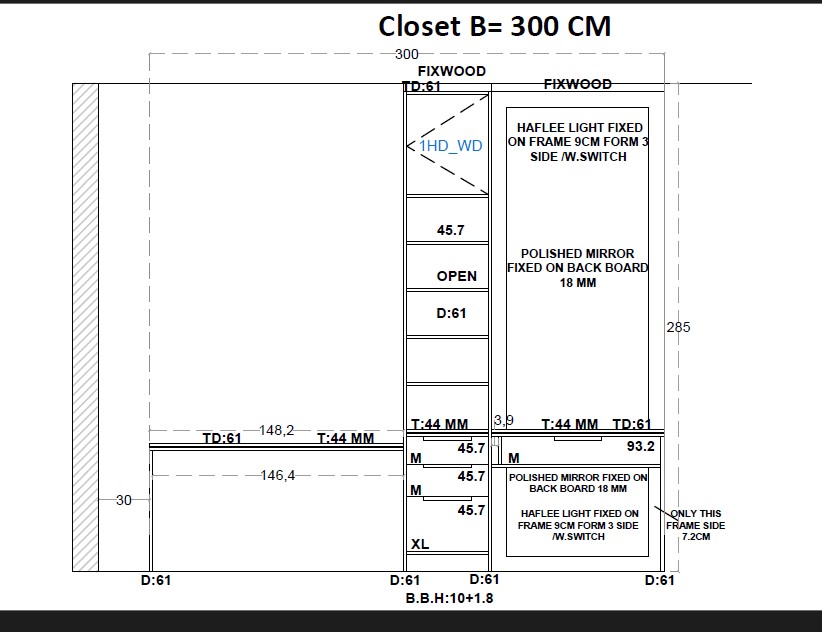 Closet B= 300 CM
300
FIXWOOD
TD:61
FIXWOOD
HAFLEE LIGHT FIXED
ON FRAME 9CM FORM 3
SIDE /W.SWITCH
1HD_WD
45.7
POLISHED MIRROR
FIXED ON BACK BOARD
18 MM
OPEN
D:61
285
148,2
TD:61
T:44 MM
T:44 MM
3,9
T:44 MM
TD:61
45.7
M
93.2
M
146,4
45.7
M
45.7
XL
30
POLISHED MIRROR FIXED ON
BACK BOARD 18 MM
HAFLEE LIGHT FIXED ON
FRAME 9CM FORM 3 SIDE
/W.SWITCH
ONLY THIS
FRAME SIDE
7.2CM
D:61
D:61
D:61
D:61
B.B.H:10+1.8